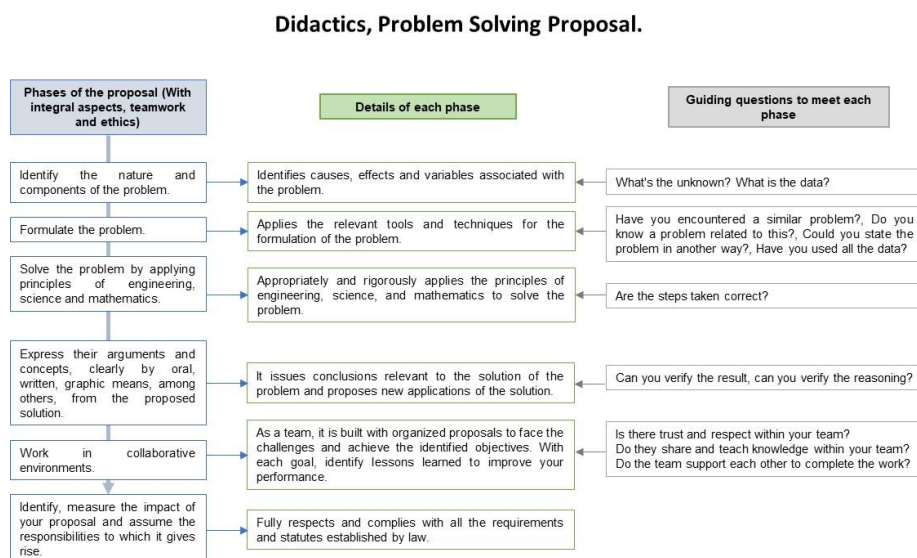 Didactics, Problem Solving Proposal.
Phases of the proposal (With
integral aspects, teamwork
and ethics)
Details of each phase
Guiding questions to meet each
phase
Identify the nature and
components of the problem.
Identifies causes, effects and variables associated with
the problem.
What's the unknown? What is the data?
Formulate the problem.
Applies the relevant tools and techniques for the
formulation of the problem.
Have you encountered a similar problem?, Do you
know a problem related to this?, Could you state the
problem in another way?, Have you used all the data?
Solve the problem by applying
principles of engineering,
science and mathematics.
Appropriately and rigorously applies the principles of
engineering, science, and mathematics to solve the
problem.
Are the steps taken correct?
Express their arguments and
concepts, clearly by oral,
written, graphic means, among
others, from the proposed
solution.
It issues conclusions relevant to the solution of the
problem and proposes new applications of the solution.
Can you verify the result, can you verify the reasoning?
Work in collaborative
environments.
As a team, it is built with organized proposals to face the
challenges and achieve the identified objectives. With
each goal, identify lessons learned to improve your
performance.
Is there trust and respect within your team?
Do they share and teach knowledge within your team?
Do the team support each other to complete the work?
Identify, measure the impact of
your proposal and assume the
responsibilities to which it gives
rise.
Fully respects and complies with all the requirements
and statutes established by law.